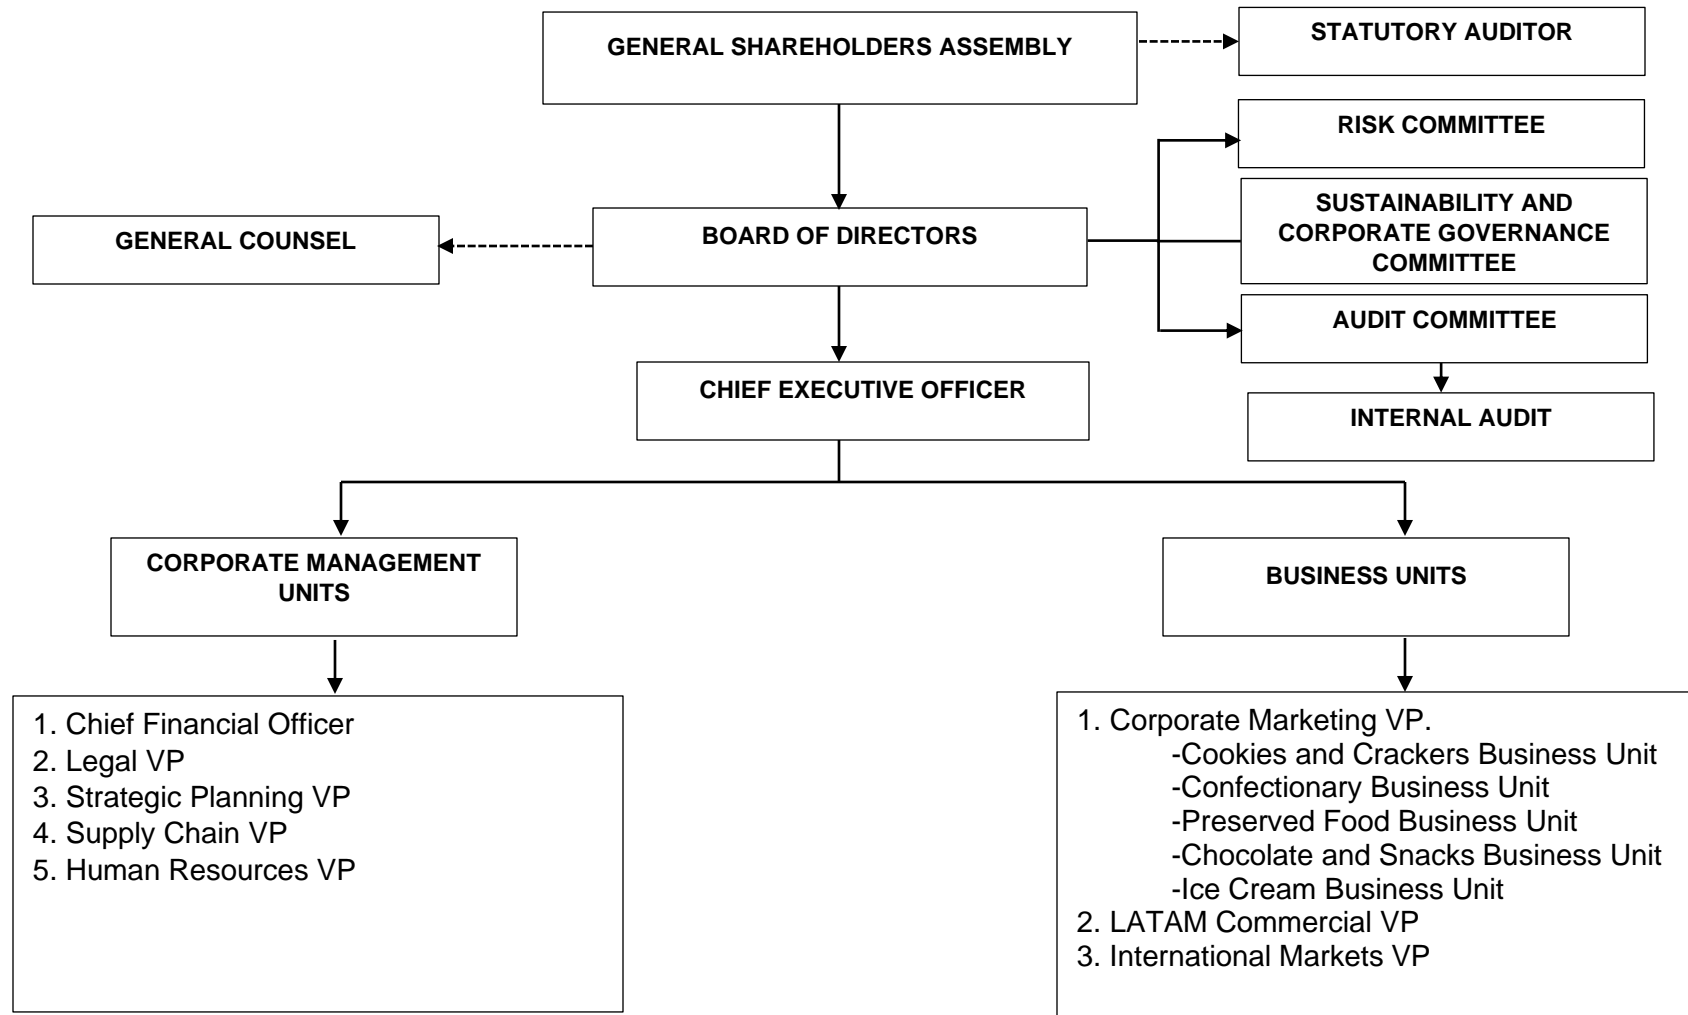 GENERAL SHAREHOLDERS ASSEMBLY
STATUTORY AUDITOR
RISK COMMITTEE
SUSTAINABILITY AND
CORPORATE GOVERNANCE
COMMITTEE
GENERAL COUNSEL
BOARD OF DIRECTORS
AUDIT COMMITTEE
CHIEF EXECUTIVE OFFICER
INTERNAL AUDIT
CORPORATE MANAGEMENT
UNITS
BUSINESS UNITS
1. Chief Financial Officer
2. Legal VP
3. Strategic Planning VP
4. Supply Chain VP
5. Human Resources VP
1. Corporate Marketing VP.
-Cookies and Crackers Business Unit
-Confectionary Business Unit
-Preserved Food Business Unit
-Chocolate and Snacks Business Unit
-Ice Cream Business Unit
2. LATAM Commercial VP
3. International Markets VP